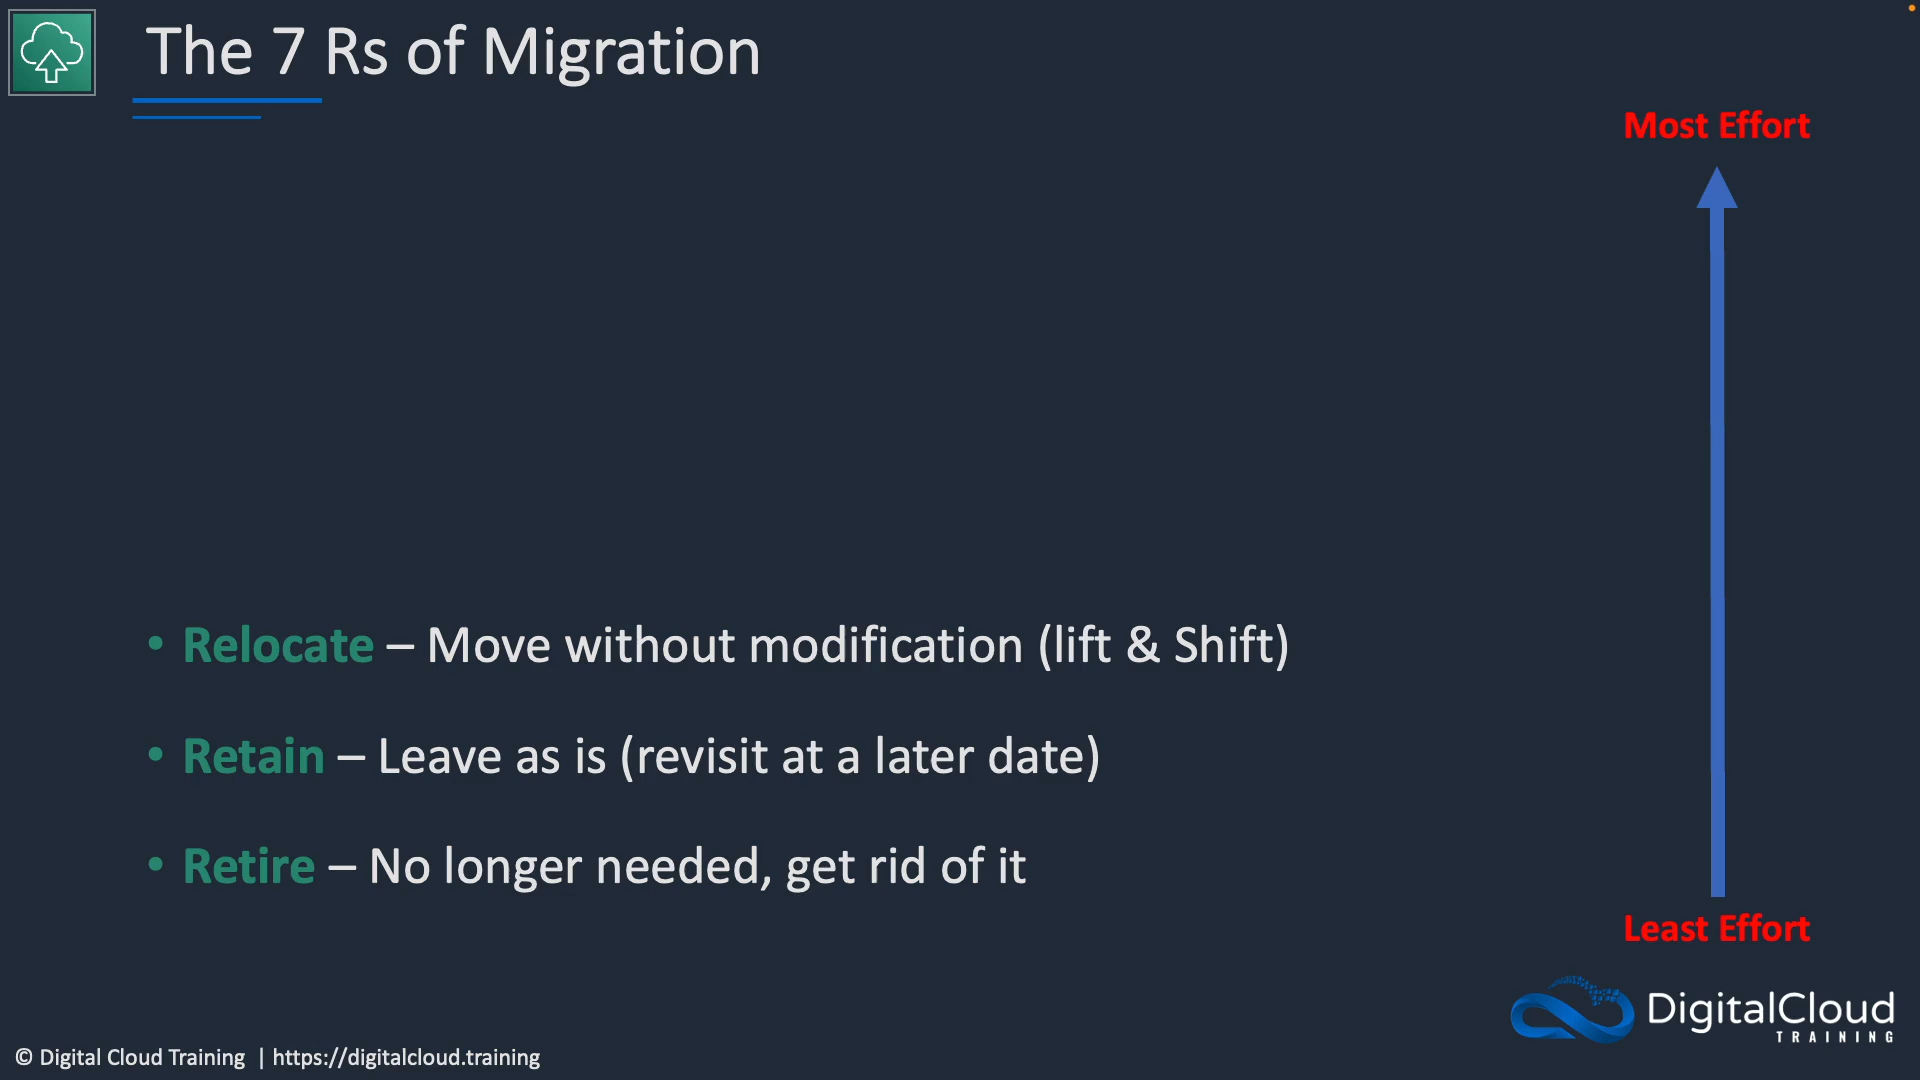 The 7 Rs of Migration
Most Effort
• Relocate – Move without modification (lift & Shift)
• Retain – Leave as is (revisit at a later date)
• Retire – No longer needed, get rid of it
Least Effort
DigitalCloud
TRAINING
© Digital Cloud Training | https://digitalcloud.training